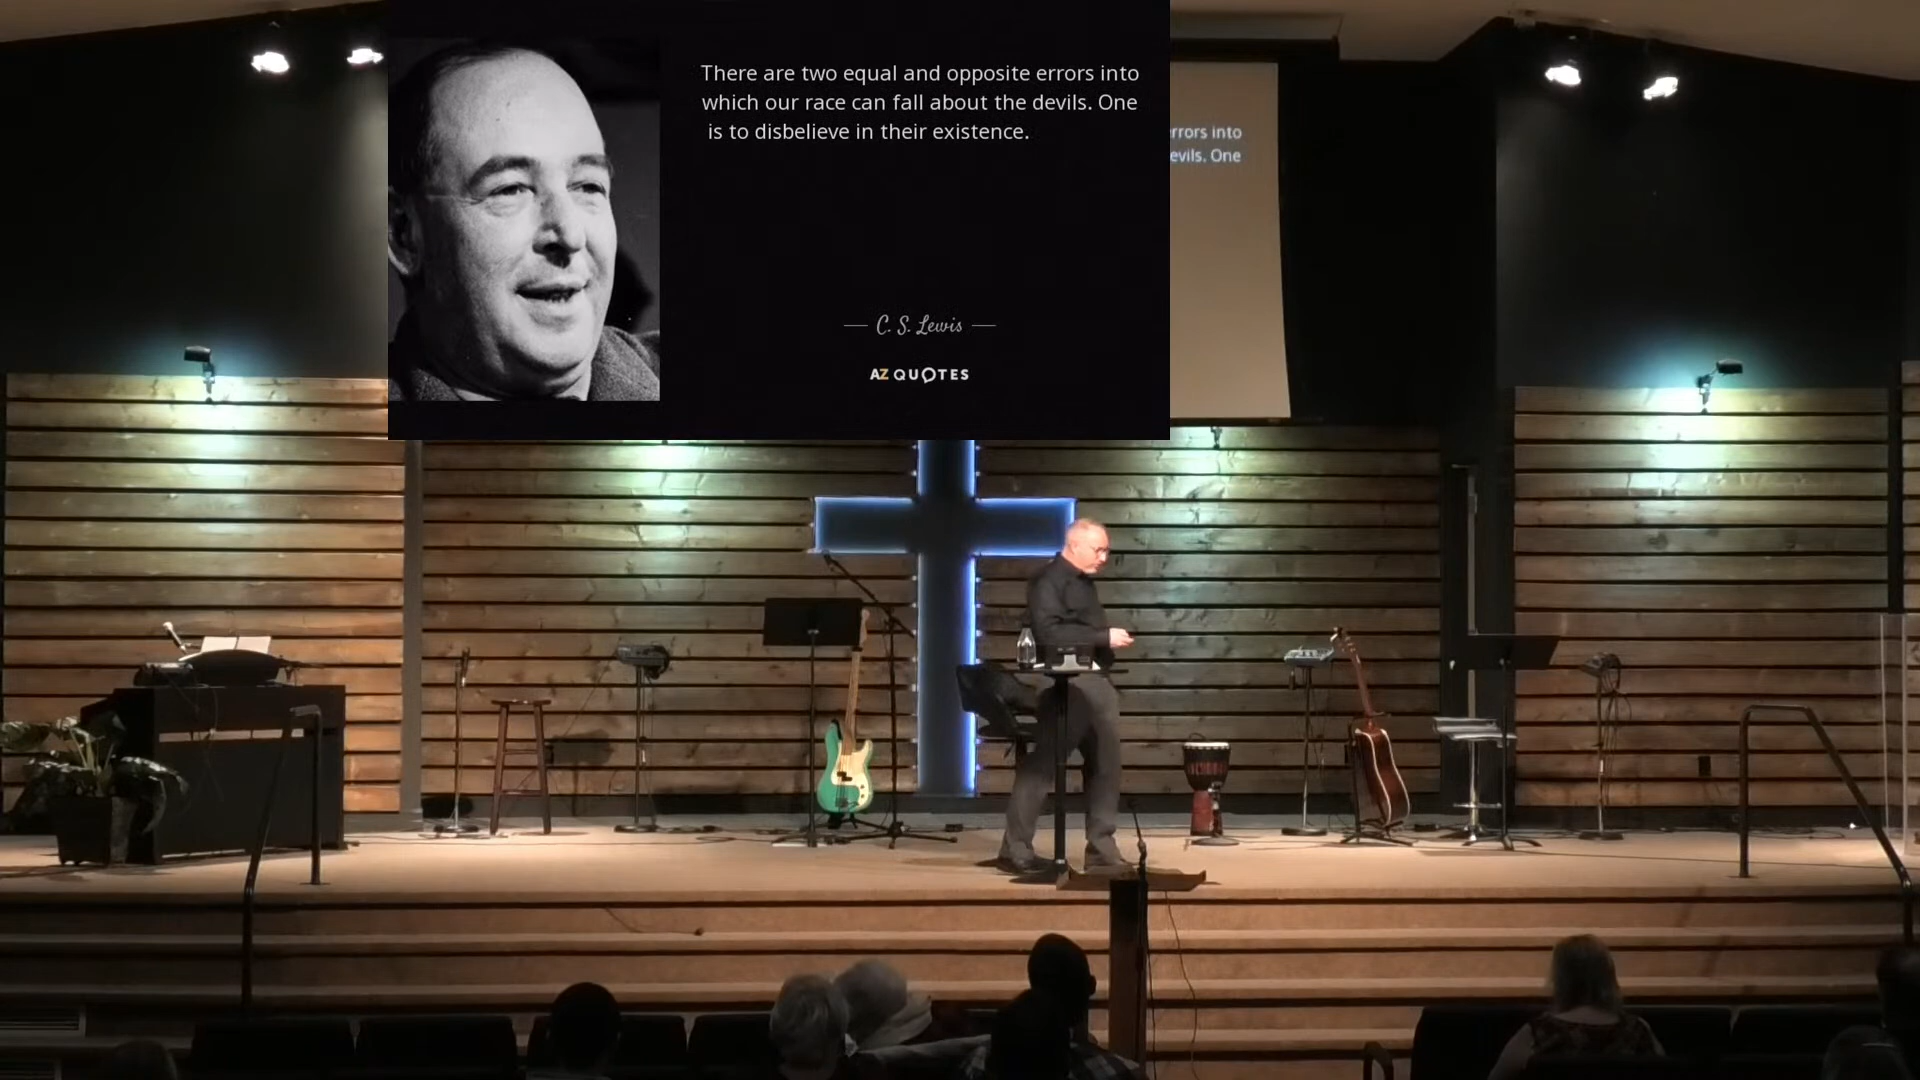 There are two equal and opposite errors into
which our race can fall about the devils. One
is to disbelieve in their existence.
— C. S. Lewis —
AZ QUOTES
errors into
evils. One